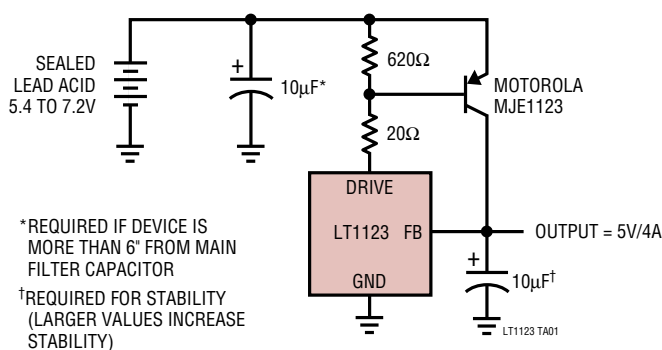 SEALED
LEAD ACID
5.4 TO 7.2V
+
10µF*
620Ω
20Ω
MOTOROLA
MJE1123
DRIVE
LT1123 FB
GND
OUTPUT = 5V/4A
+
10µF†
*REQUIRED IF DEVICE IS
MORE THAN 6" FROM MAIN
FILTER CAPACITOR
†REQUIRED FOR STABILITY
(LARGER VALUES INCREASE
STABILITY)
LT1123 TA01